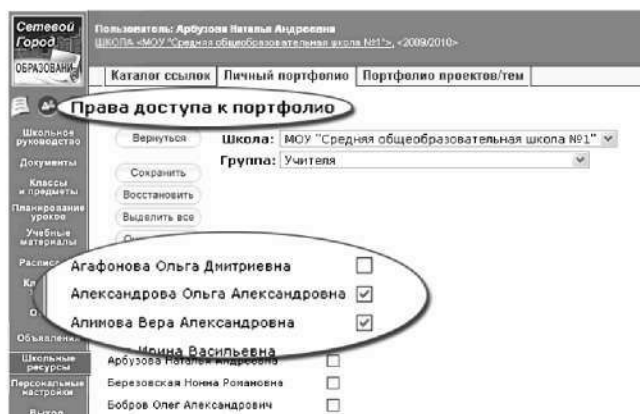 Сетевой
Город
ОБРАЗОВАНИ
Пользователь: Арбузова Наталья Андреевна
ШКОЛА <МОУ "Средняя общеобразовательная школа №1">, <2009/2010>
Каталог ссылок
Личный портфолио
Портфолио проектов/тем
Права доступа к портфолио
Вернуться
Школа: МОУ "Средняя общеобразовательная школа №1"
Группа: Учителя
Сохранить
Восстановить
Выделить все
Школьное
руководство
Документы
Классы
и предметы
Планирование
уроков
Учебные
материалы
Распис
Объявления
Школьные
ресурсы
Персональные
настройки
Выход
Агафонова Ольга Дмитриевна
Александрова Ольга Александровна
Алимова Вера Александровна
Ирина Васильевна
Арбузова Наталья Андреевна
Березовская Нонна Романовна
Бобров Олег Александрович